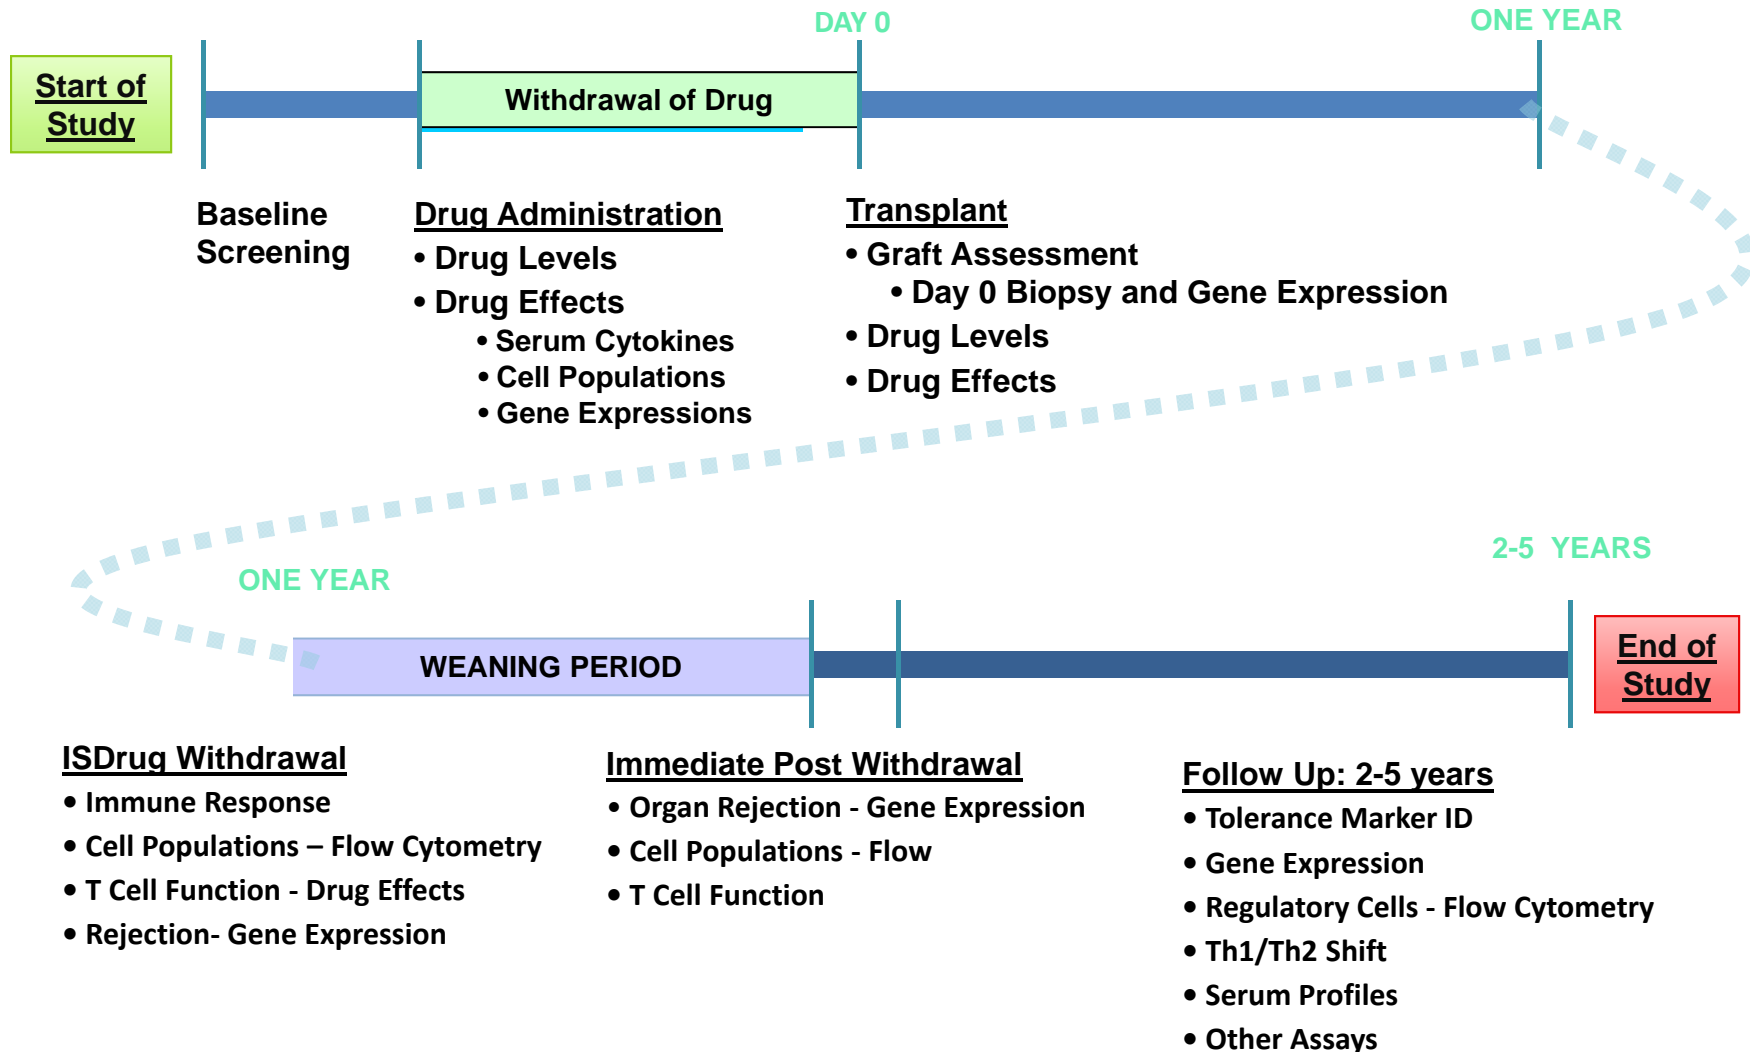 DAY 0
ONE YEAR
Start of
Study
Withdrawal of Drug
Baseline
Screening
Drug Administration
• Drug Levels
• Drug Effects
• Serum Cytokines
• Cell Populations
• Gene Expressions
Transplant
• Graft Assessment
• Day 0 Biopsy and Gene Expression
• Drug Levels
• Drug Effects
ONE YEAR
2-5 YEARS
WEANING PERIOD
End of
Study
ISDrug Withdrawal
• Immune Response
• Cell Populations – Flow Cytometry
• T Cell Function - Drug Effects
• Rejection- Gene Expression
Immediate Post Withdrawal
• Organ Rejection - Gene Expression
• Cell Populations - Flow
• T Cell Function
Follow Up: 2-5 years
• Tolerance Marker ID
• Gene Expression
• Regulatory Cells - Flow Cytometry
• Th1/Th2 Shift
• Serum Profiles
• Other Assays